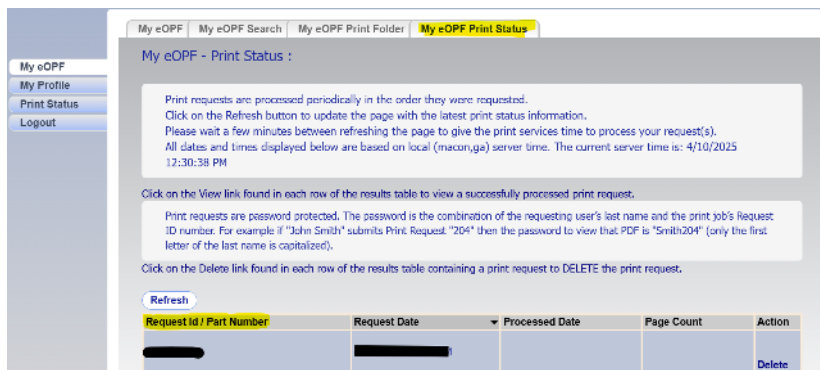 My eOPF My eOPF Search My eOPF Print Folder My eOPF Print Status
My eOPF - Print Status :
My eOPF
My Profile
Print Status
Logout
Print requests are processed periodically in the order they were requested.
Click on the Refresh button to update the page with the latest print status information.
Please wait a few minutes between refreshing the page to give the print services time to process your request(s).
All dates and times displayed below are based on local (macon,ga) server time. The current server time is: 4/10/2025
12:30:38 PM
Click on the View link found in each row of the results table to view a successfully processed print request.
Print requests are password protected. The password is the combination of the requesting user's last name and the print job's Request
ID number. For example if "John Smith" submits Print Request "204" then the password to view that PDF is "Smith204" (only the first
letter of the last name is capitalized).
Click on the Delete link found in each row of the results table containing a print request to DELETE the print request.
Refresh
Request Id / Part Number Request Date Processed Date Page Count Action
Delete